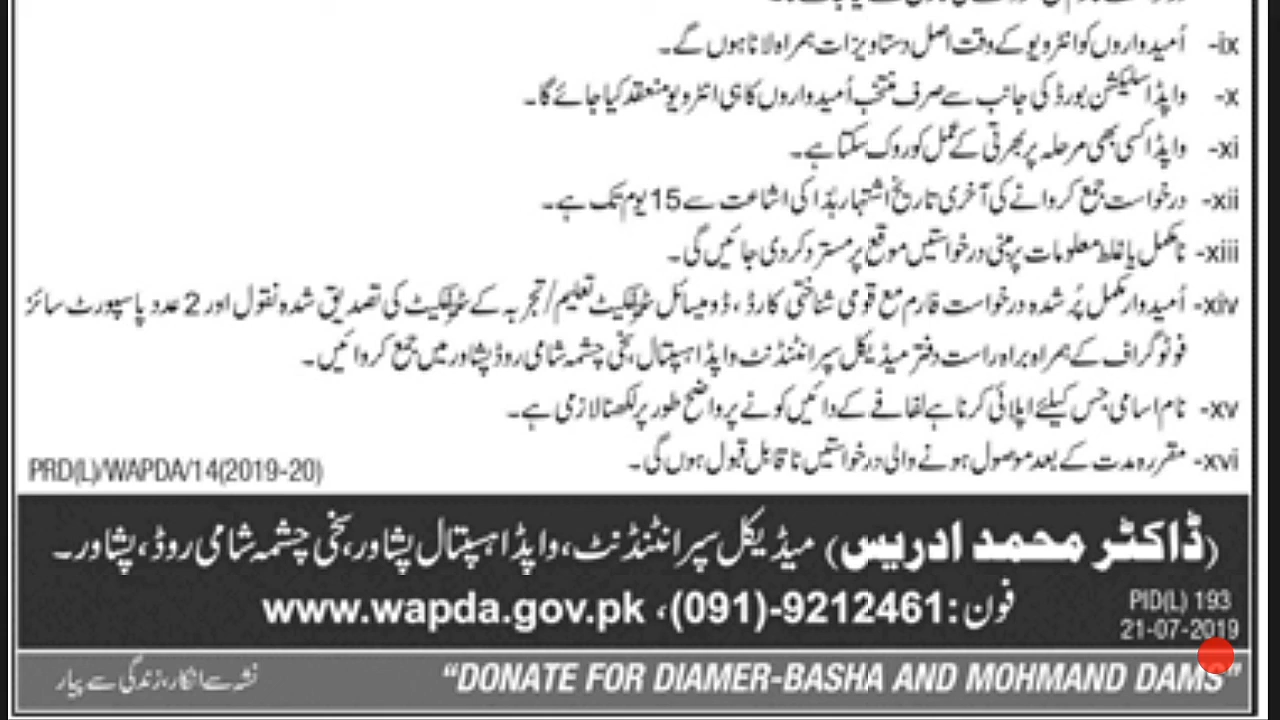 ix- اُمیدواروں کو انٹرویو کے وقت اصل دستاویزات ہمراہ لانا ہوں گے۔
x- واپڈا سلیکشن بورڈ کی جانب سے صرف منتخب اُمیدواروں کا ہی انٹرویو منعقد کیا جائے گا۔
xi- واپڈا کسی بھی مرحلہ پر بھرتی کے عمل کو روک سکتا ہے۔
xii- درخواست جمع کروانے کی آخری تاریخ اشتہار ہٰذا کی اشاعت سے 15 یوم تک ہے۔
xiii- نامکمل یا غلط معلومات پر مبنی درخواستیں موقع پر مسترد کر دی جائیں گی۔
xiv- اُمیدوار مکمل پُر شدہ درخواست فارم مع قومی شناختی کارڈ، ڈومیسائل سرٹیفکیٹ تعلیم/تجربہ کے سرٹیفکیٹ کی تصدیق شدہ نقول اور 2 عدد پاسپورٹ سائز
فوٹوگراف کے ہمراہ براہ راست دفتر میڈیکل سپرانٹنڈنٹ واپڈا ہسپتال، سخی چشمہ شامی روڈ پشاور میں جمع کروائیں۔
xv- نام اسامی جس کیلئے اپلائی کرنا ہے لفافے کے دائیں کونے پر واضح طور پر لکھنا لازمی ہے۔
xvi- مقررہ مدت کے بعد موصول ہونے والی درخواستیں ناقابل قبول ہوں گی۔
PRD(L)/WAPDA/14(2019-20)
(ڈاکٹر محمد ادریس) میڈیکل سپرانٹنڈنٹ، واپڈا ہسپتال پشاور، سخی چشمہ شامی روڈ، پشاور۔
فون: (091)-9212461، www.wapda.gov.pk
PID(L) 193
21-07-2019
"DONATE FOR DIAMER-BASHA AND MOHMAND DAMS"
نشہ سے انکار، زندگی سے پیار